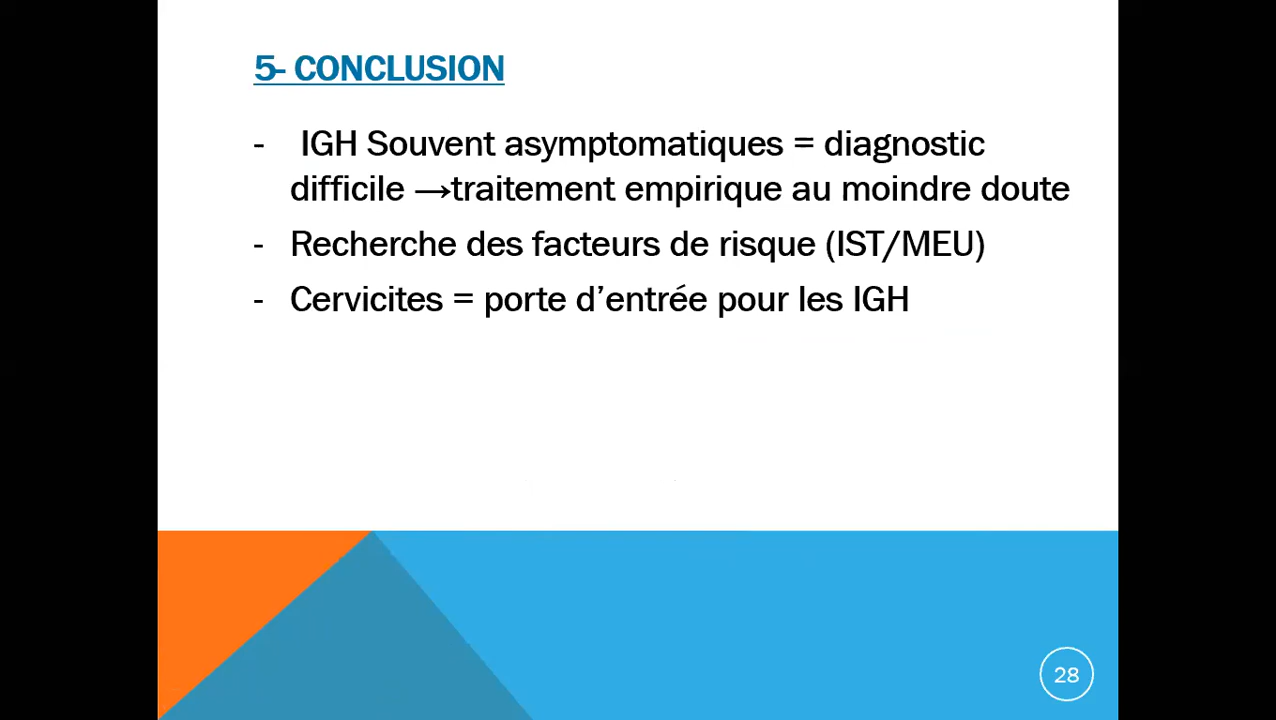 5- CONCLUSION
- IGH Souvent asymptomatiques = diagnostic
difficile →traitement empirique au moindre doute
- Recherche des facteurs de risque (IST/MEU)
- Cervicites = porte d’entrée pour les IGH
28